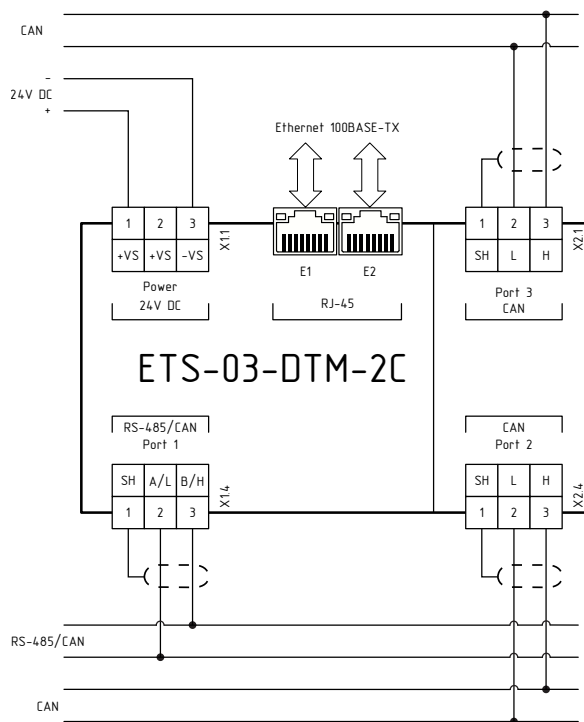 CAN
-
24V DC
+
Ethernet 100BASE-TX
1 2 3
X1.1
+VS +VS -VS
E1 E2
Power
24V DC
RJ-45
1 2 3
X2.1
SH L H
Port 3
CAN
ETS-03-DTM-2C
RS-485/CAN
Port 1
CAN
Port 2
SH A/L B/H
X1.4
1 2 3
SH L H
X2.4
1 2 3
RS-485/CAN
CAN